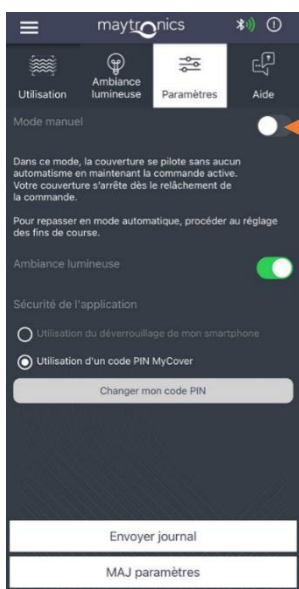 maytronics
Utilisation
Ambiance
lumineuse
Paramètres
Aide
Mode manuel
Dans ce mode, la couverture se pilote sans aucun
automatisme en maintenant la commande active.
Votre couverture s'arrête dès le relâchement de
la commande.
Pour repasser en mode automatique, procéder au réglage
des fins de course.
Ambiance lumineuse
Sécurité de l'application
Utilisation du déverrouillage de mon smartphone
Utilisation d'un code PIN MyCover
Changer mon code PIN
Envoyer journal
MAJ paramètres